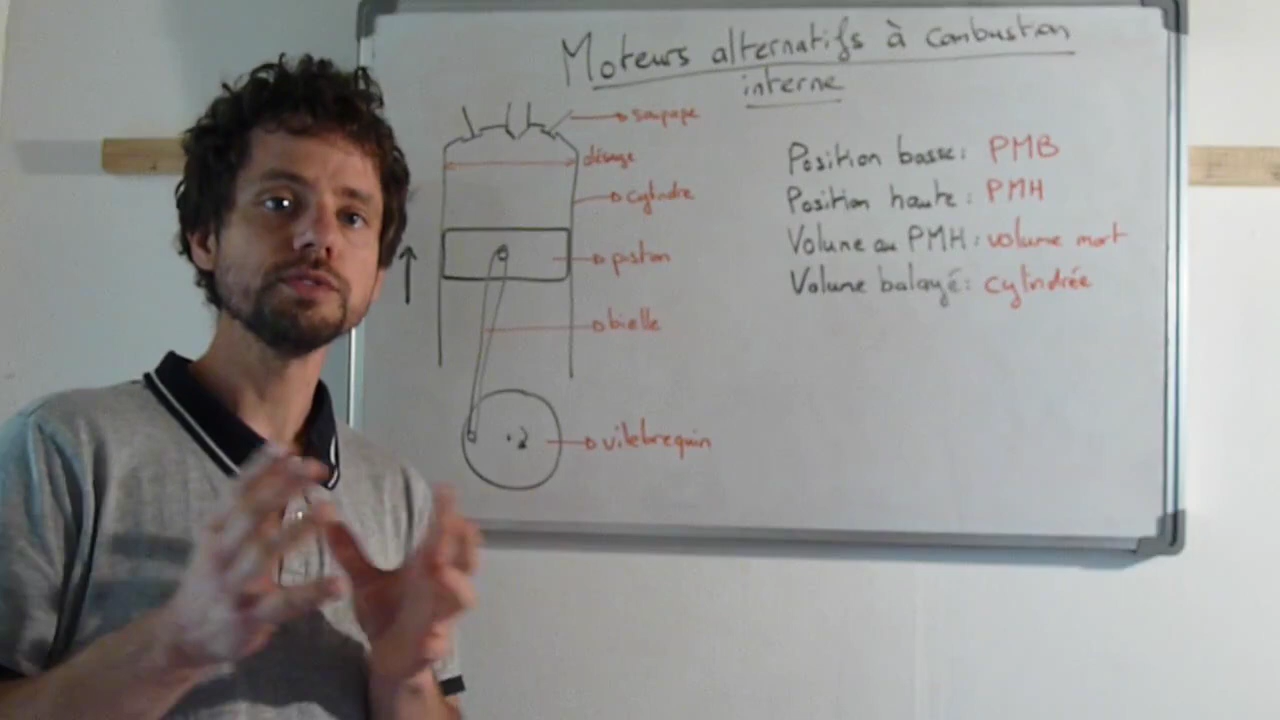 Moteurs alternatifs à combustion
interne
soupape
alésage
cylindre
piston
bielle
vilebrequin
Position basse: PMB
Position haute: PMH
Volume au PMH: volume mort
Volume balayé: cylindrée